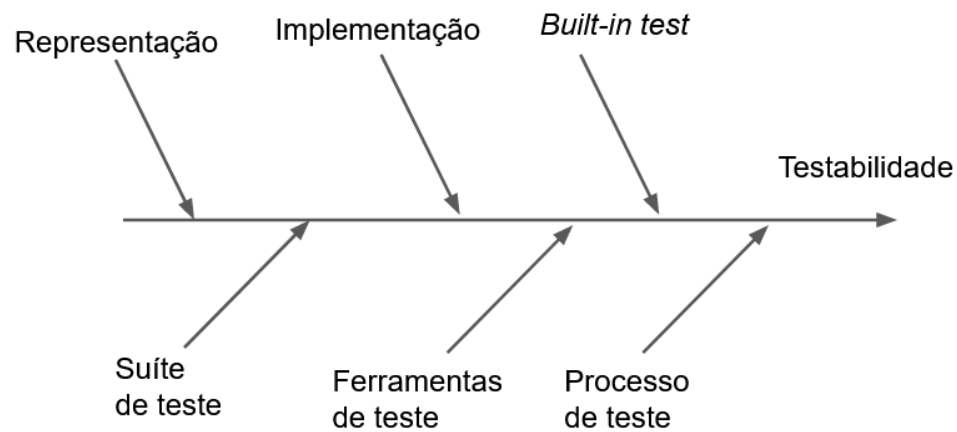 Representação
Implementação
Built-in test
Testabilidade
Suíte
de teste
Ferramentas
de teste
Processo
de teste